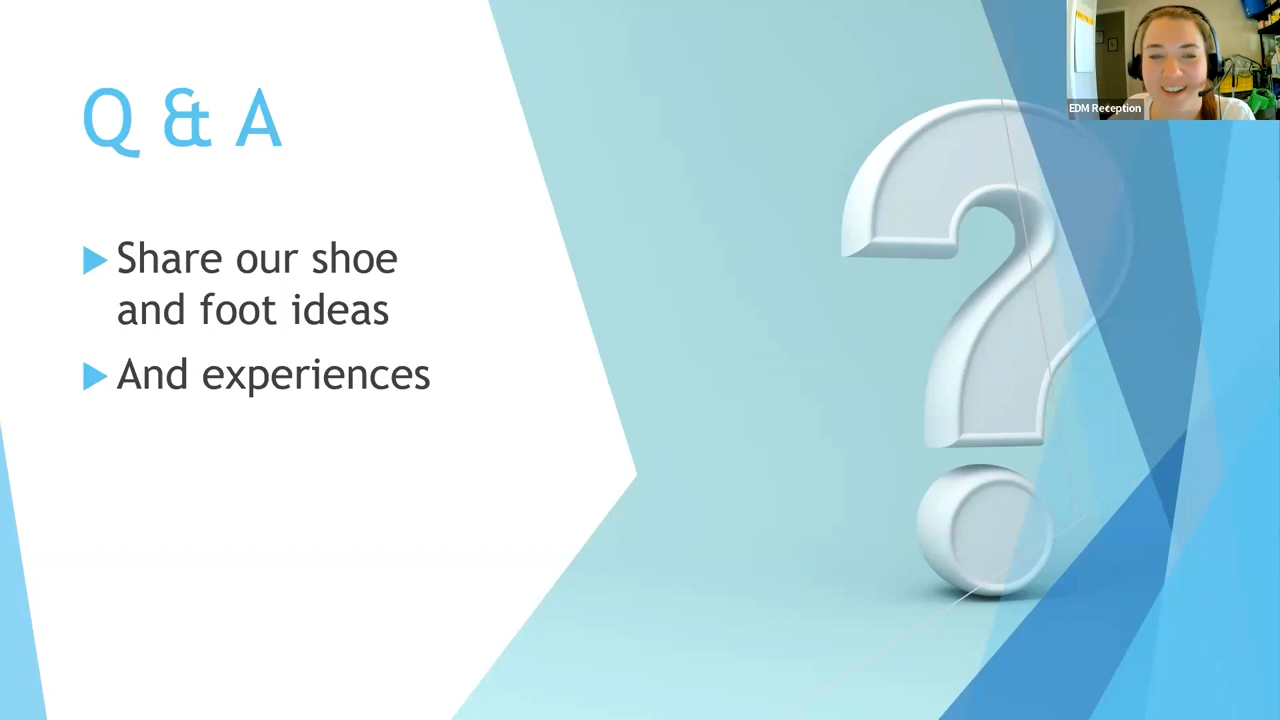 EDM Reception
Q & A
Share our shoe
and foot ideas
And experiences